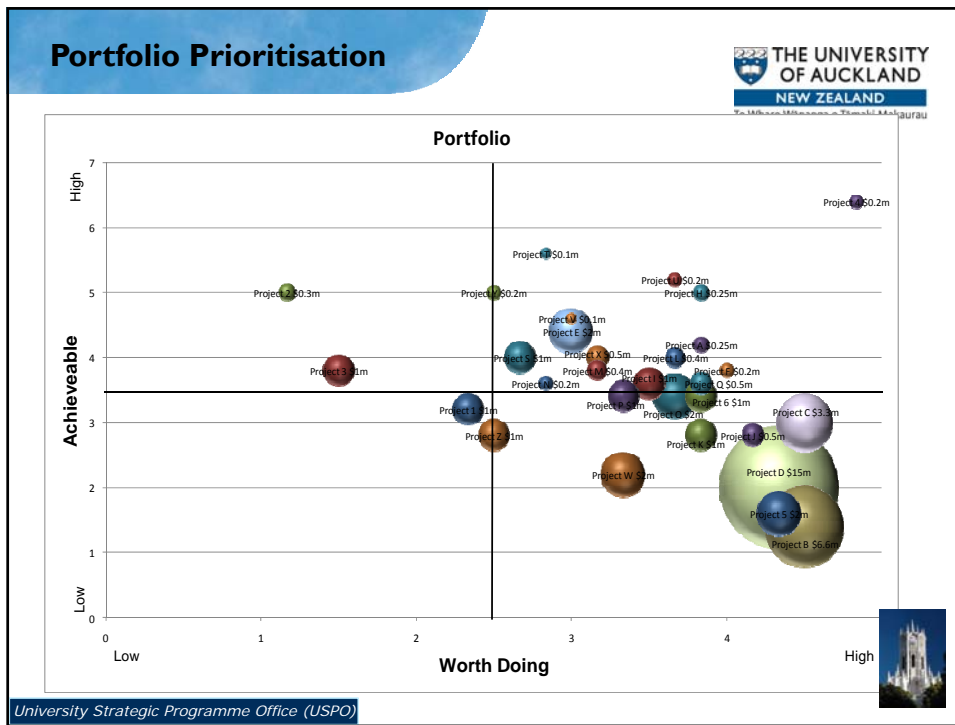 Portfolio Prioritisation
THE UNIVERSITY
OF AUCKLAND
NEW ZEALAND
Te Whare Wānanga o Tāmaki Makaurau
Portfolio
7
High
Project 4 $0.2m
6
Project T $0.1m
Project U $0.2m
5
Project 2 $0.3m
Project Y $0.2m
Project H $0.25m
Project V $0.1m
Project E $2m
Project A $0.25m
4
Project S $1m
Project X $0.5m
Project L $0.4m
Project 3 $1m
Project M $0.4m
Project I $1m
Project F $0.2m
Project N $0.2m
Project Q $0.5m
Achieveable
Project P $1m
Project 6 $1m
Project 1 $1m
Project O $2m
Project C $3.3m
3
Project Z $1m
Project K $1m
Project J $0.5m
Project W $2m
Project D $15m
2
Project 5 $2m
Project B $6.6m
1
Low
0
0
1
2
3
4
Low
Worth Doing
High
University Strategic Programme Office (USPO)